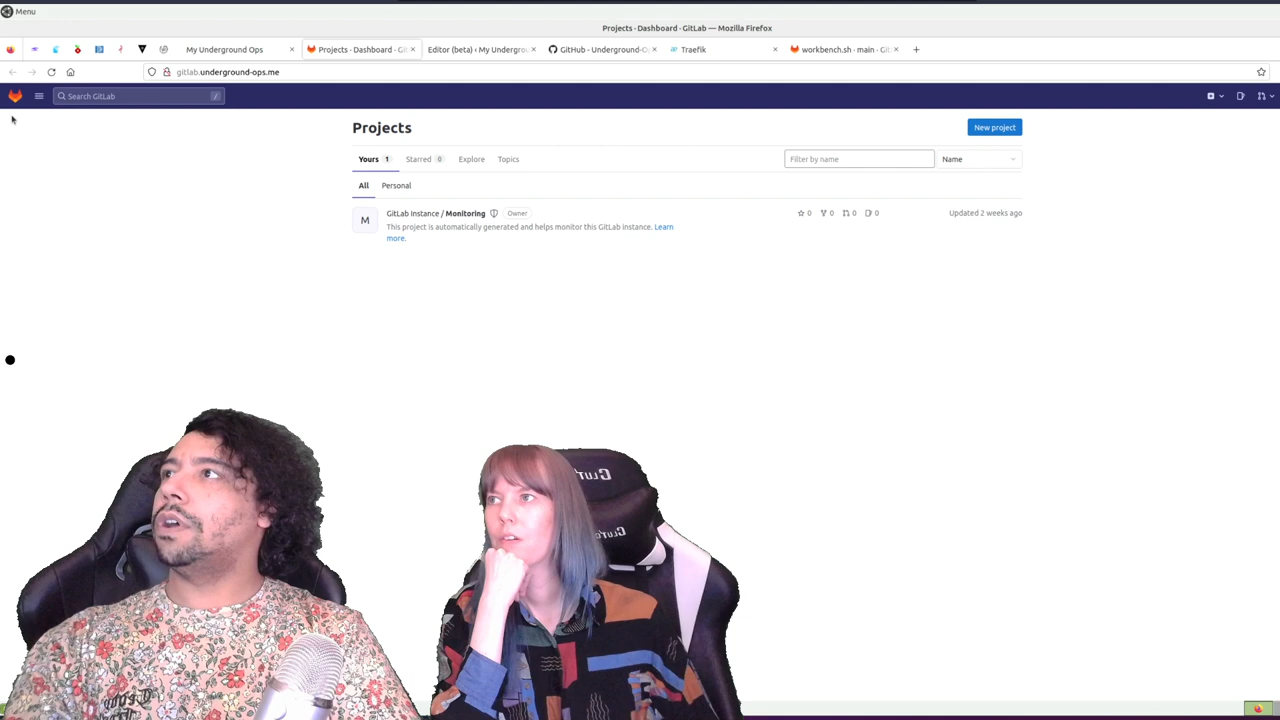 Menu
Projects · Dashboard · GitLab — Mozilla Firefox
My Underground Ops
Projects · Dashboard · Git
Editor (beta) ‹ My Undergrou
GitHub - Underground-O
Traefik
workbench.sh · main · Git
gitlab.underground-ops.me
Search GitLab /
Projects
New project
Yours 1 Starred 0 Explore Topics
Filter by name
Name
All Personal
M
GitLab Instance / Monitoring Owner
0 0 0 0
Updated 2 weeks ago
This project is automatically generated and helps monitor this GitLab instance. Learn
more.